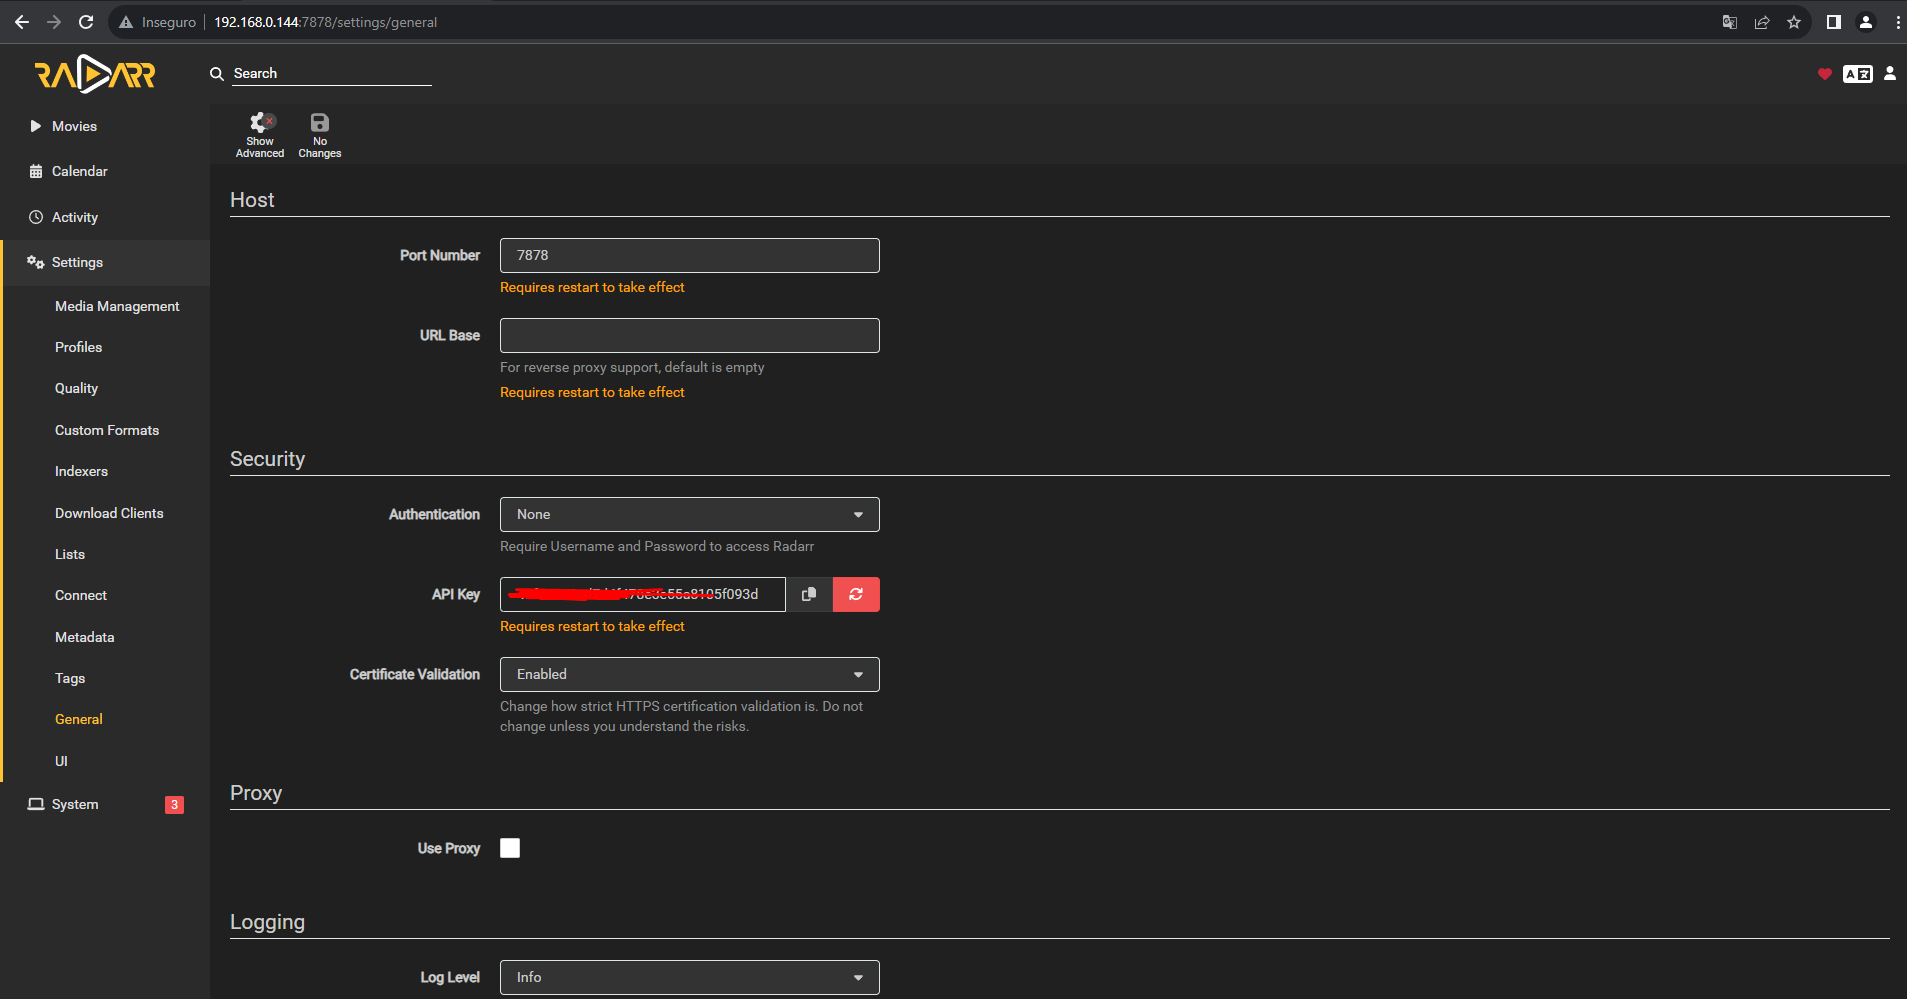 Inseguro
192.168.0.144:7878/settings/general
RADARR
Search
Movies
Calendar
Activity
Settings
Media Management
Profiles
Quality
Custom Formats
Indexers
Download Clients
Lists
Connect
Metadata
Tags
General
UI
System 3
Show Advanced
No Changes
Host
Port Number 7878
Requires restart to take effect
URL Base
For reverse proxy support, default is empty
Requires restart to take effect
Security
Authentication None
Require Username and Password to access Radarr
API Key
Requires restart to take effect
Certificate Validation Enabled
Change how strict HTTPS certification validation is. Do not
change unless you understand the risks.
Proxy
Use Proxy
Logging
Log Level Info